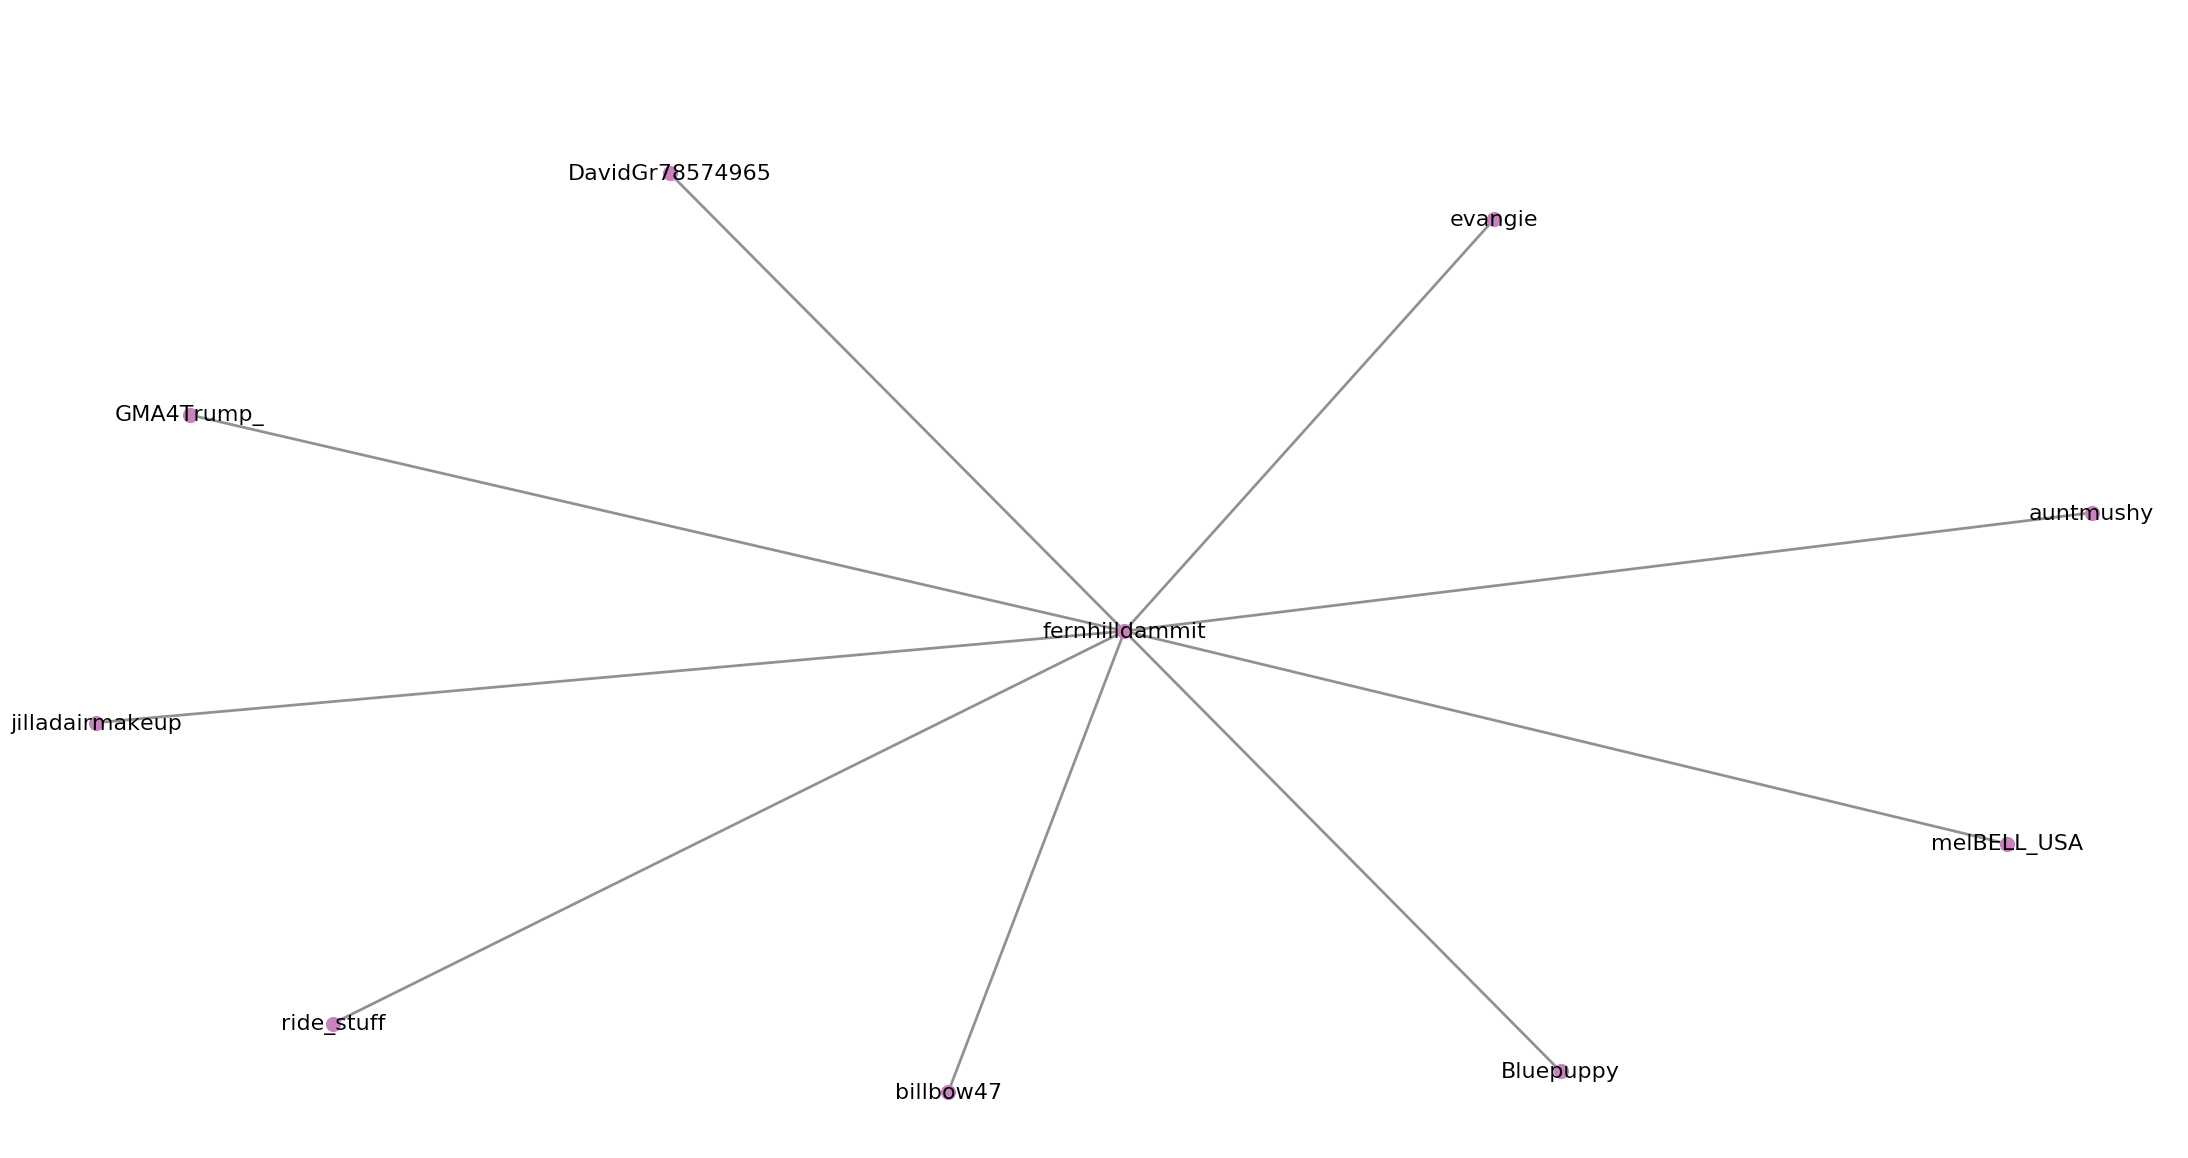 DavidGr78574965
evangie
GMA4Trump_
auntmushy
fernhilldammit
jilladairmakeup
melBELL_USA
ride_stuff
Bluepuppy
billbow47